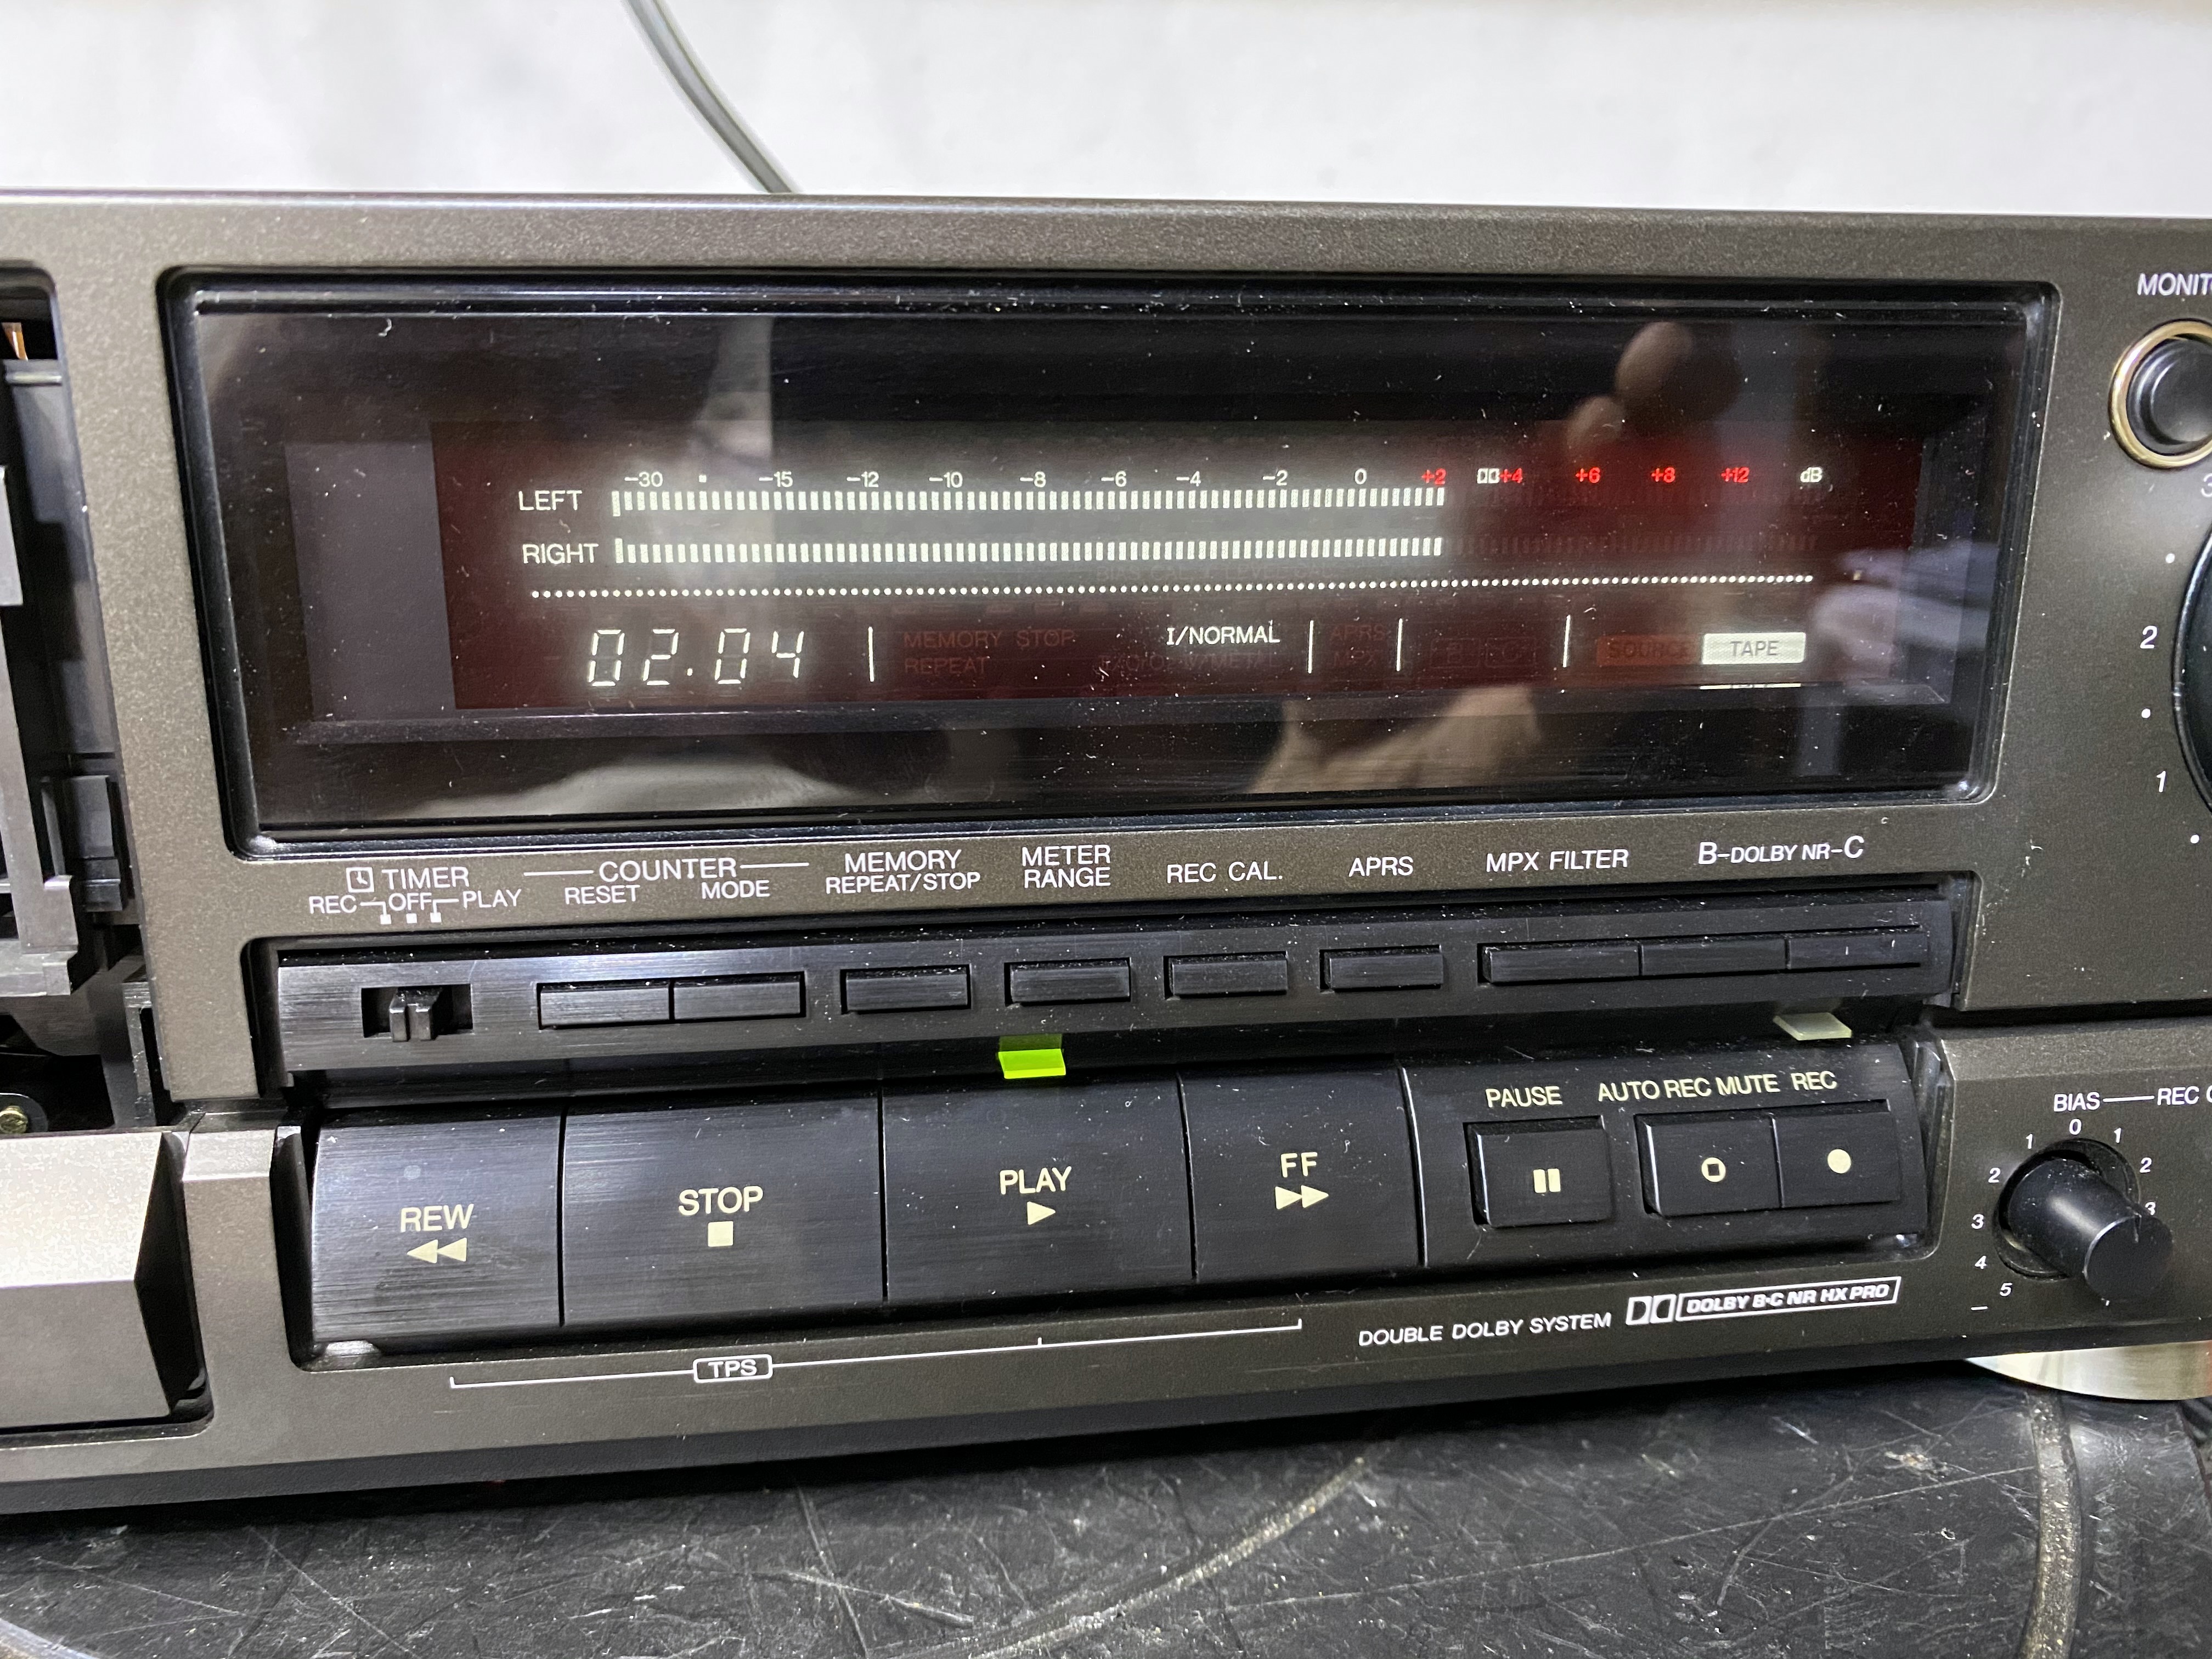 MONIT
-30 · -15 -12 -10 -8 -6 -4 -2 0 +2 +4 +6 +8 +12 dB
LEFT
RIGHT
02.04 MEMORY STOP I/NORMAL APRS SOURCE TAPE
REPEAT MPX
2
1
TIMER COUNTER MEMORY METER REC CAL. APRS MPX FILTER B-DOLBY NR-C
REC OFF PLAY RESET MODE REPEAT/STOP RANGE
PAUSE AUTO REC MUTE REC
REW STOP PLAY FF
BIAS REC
1 0 1
2 2
3 3
4
5
TPS
DOUBLE DOLBY SYSTEM DOLBY B·C NR HX PRO